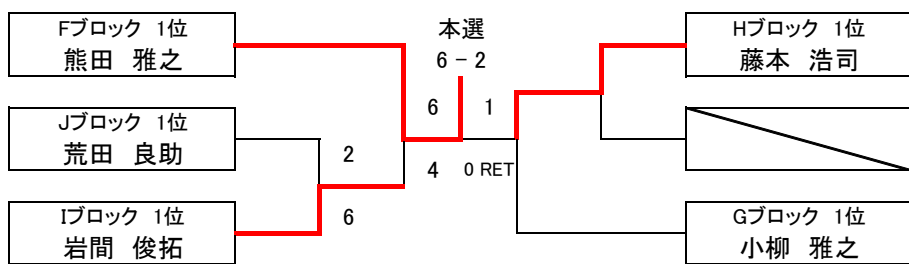 Fブロック 1位
熊田 雅之
Jブロック 1位
荒田 良助
Iブロック 1位
岩間 俊拓
2
6
本選
6 - 2
6
1
4
0 RET
Hブロック 1位
藤本 浩司
Gブロック 1位
小柳 雅之